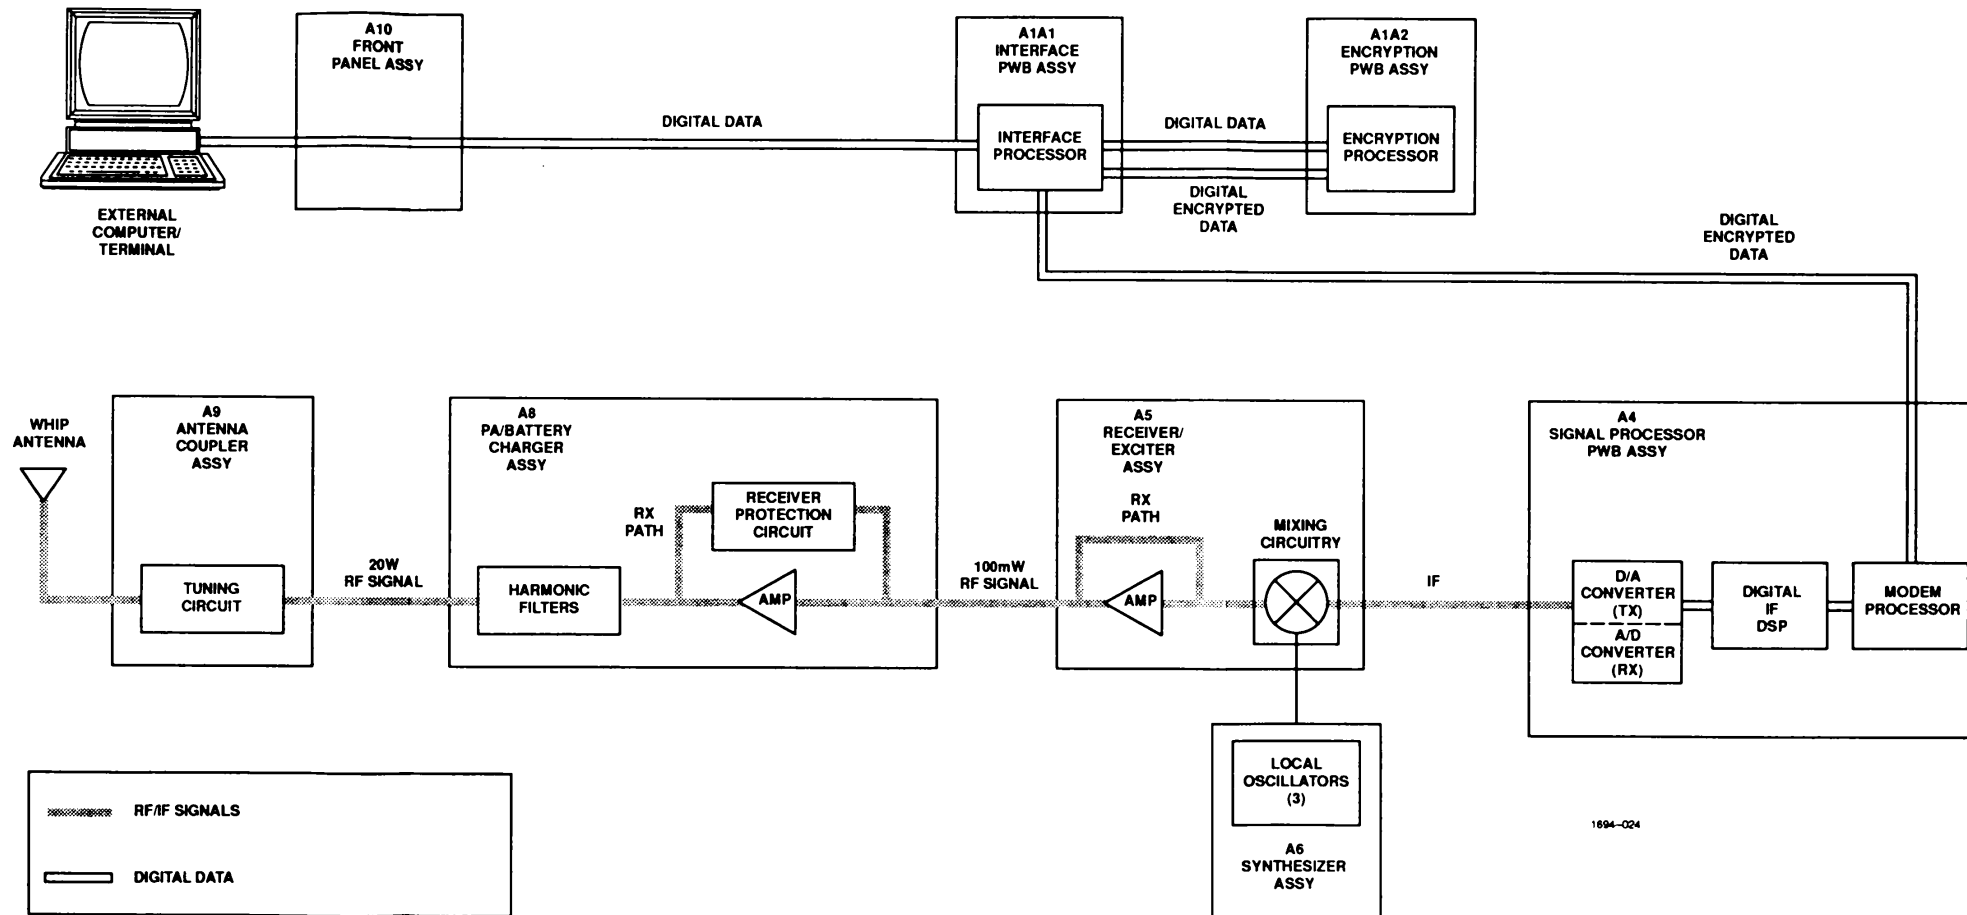 A10
FRONT
PANEL ASSY
A1A1
INTERFACE
PWB ASSY
A1A2
ENCRYPTION
PWB ASSY
DIGITAL DATA
INTERFACE
PROCESSOR
DIGITAL DATA
ENCRYPTION
PROCESSOR
DIGITAL
ENCRYPTED
DATA
EXTERNAL
COMPUTER/
TERMINAL
DIGITAL
ENCRYPTED
DATA
WHIP
ANTENNA
A9
ANTENNA
COUPLER
ASSY
TUNING
CIRCUIT
20W
RF SIGNAL
A8
PA/BATTERY
CHARGER
ASSY
HARMONIC
FILTERS
RX
PATH
RECEIVER
PROTECTION
CIRCUIT
AMP
100mW
RF SIGNAL
A5
RECEIVER/
EXCITER
ASSY
RX
PATH
AMP
MIXING
CIRCUITRY
IF
A4
SIGNAL PROCESSOR
PWB ASSY
D/A
CONVERTER
(TX)
A/D
CONVERTER
(RX)
DIGITAL
IF
DSP
MODEM
PROCESSOR
LOCAL
OSCILLATORS
(3)
A6
SYNTHESIZER
ASSY
RF/IF SIGNALS
DIGITAL DATA
1694-024